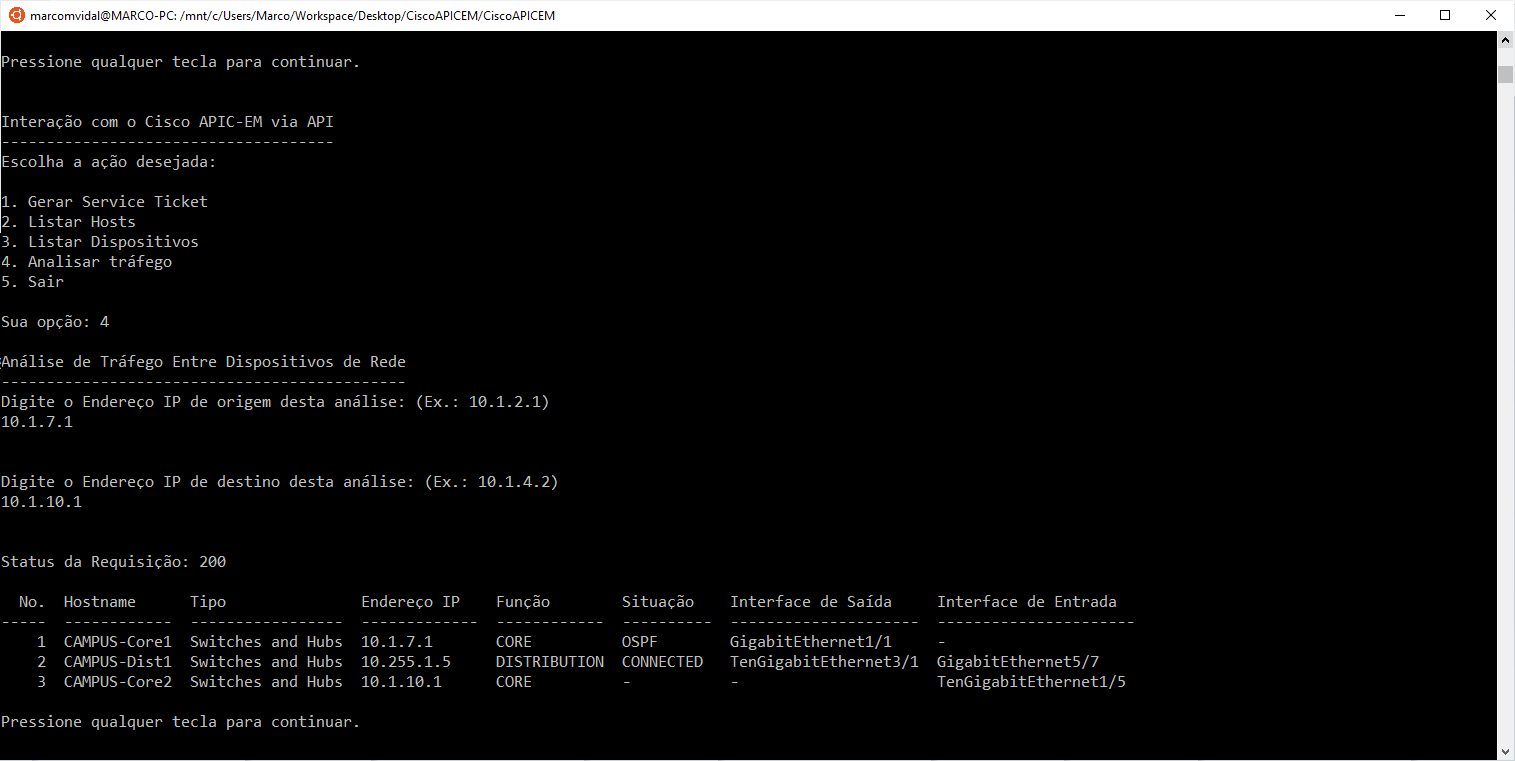 marcomvidal@MARCO-PC: /mnt/c/Users/Marco/Workspace/Desktop/CiscoAPICEM/CiscoAPICEM
Pressione qualquer tecla para continuar.
Interação com o Cisco APIC-EM via API
-------------------------------------
Escolha a ação desejada:
1. Gerar Service Ticket
2. Listar Hosts
3. Listar Dispositivos
4. Analisar tráfego
5. Sair
Sua opção: 4
Análise de Tráfego Entre Dispositivos de Rede
---------------------------------------------
Digite o Endereço IP de origem desta análise: (Ex.: 10.1.2.1)
10.1.7.1
Digite o Endereço IP de destino desta análise: (Ex.: 10.1.4.2)
10.1.10.1
Status da Requisição: 200
  No.  Hostname      Tipo               Endereço IP    Função        Situação    Interface de Saída     Interface de Entrada
-----  ------------  -----------------  -------------  ------------  ----------  ---------------------  ----------------------
    1  CAMPUS-Core1  Switches and Hubs  10.1.7.1       CORE          OSPF        GigabitEthernet1/1     -
    2  CAMPUS-Dist1  Switches and Hubs  10.255.1.5     DISTRIBUTION  CONNECTED   TenGigabitEthernet3/1  GigabitEthernet5/7
    3  CAMPUS-Core2  Switches and Hubs  10.1.10.1      CORE          -           -                      TenGigabitEthernet1/5
Pressione qualquer tecla para continuar.